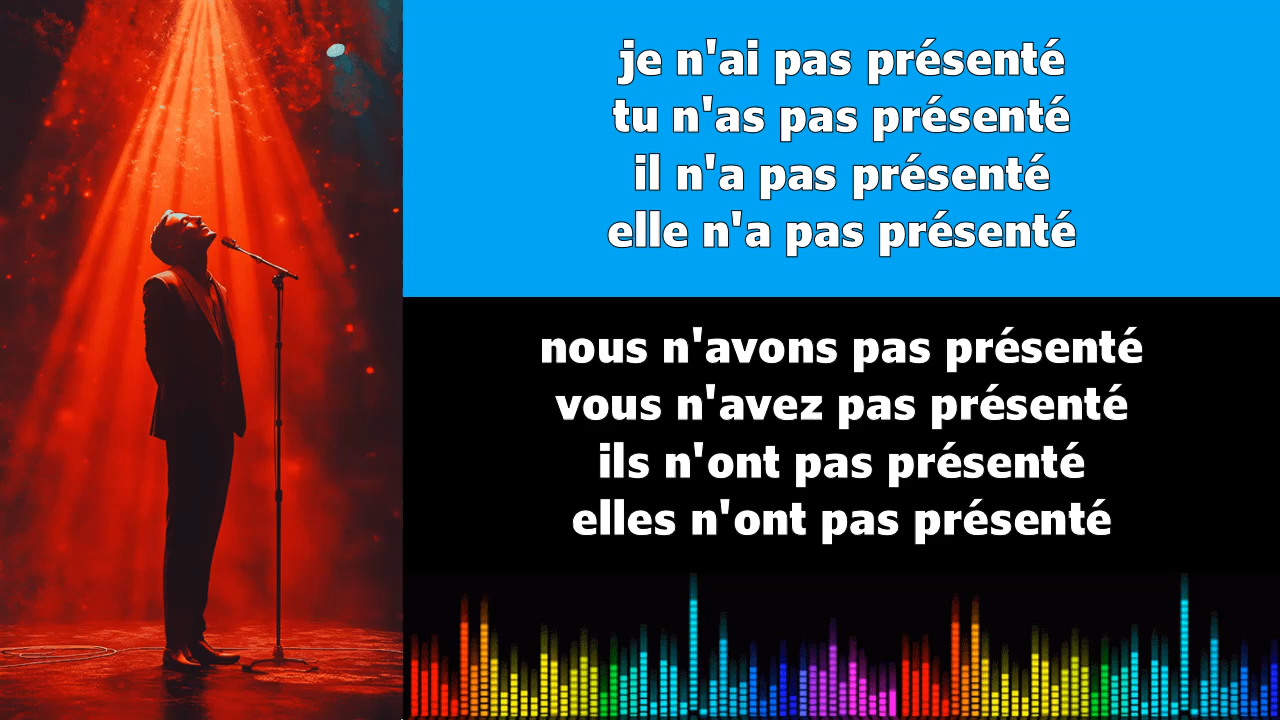 je n'ai pas présenté
tu n'as pas présenté
il n'a pas présenté
elle n'a pas présenté
nous n'avons pas présenté
vous n'avez pas présenté
ils n'ont pas présenté
elles n'ont pas présenté